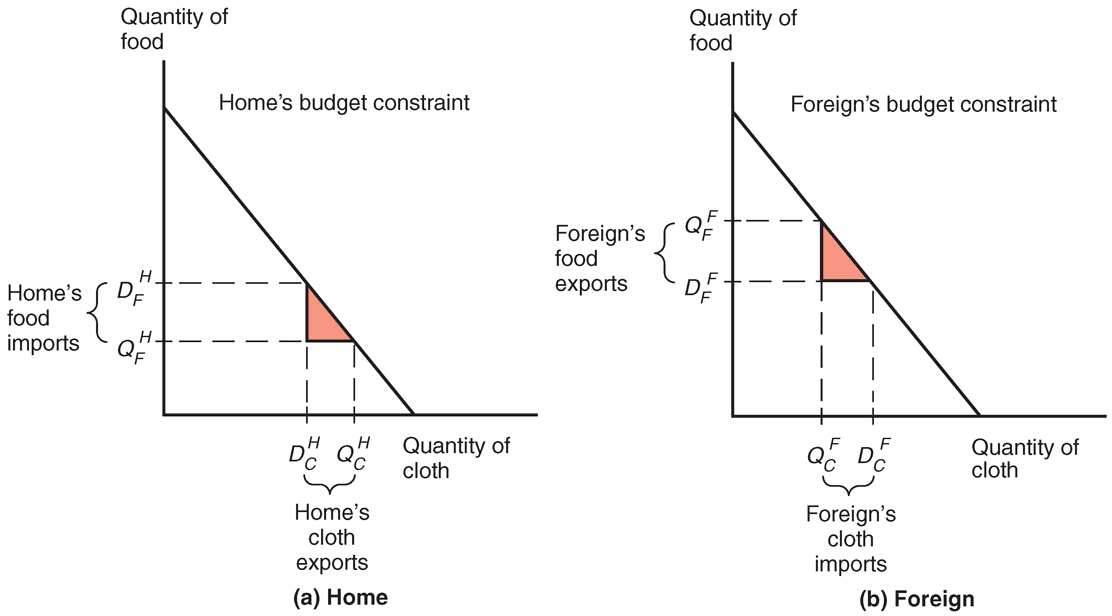 Quantity of
food
Home's budget constraint
Home's
food
imports
D_F^H
Q_F^H
D_C^H Q_C^H
Quantity of
cloth
Home's
cloth
exports
(a) Home
Quantity of
food
Foreign's budget constraint
Foreign's
food
exports
Q_F^F
D_F^F
Q_C^F D_C^F
Quantity of
cloth
Foreign's
cloth
imports
(b) Foreign